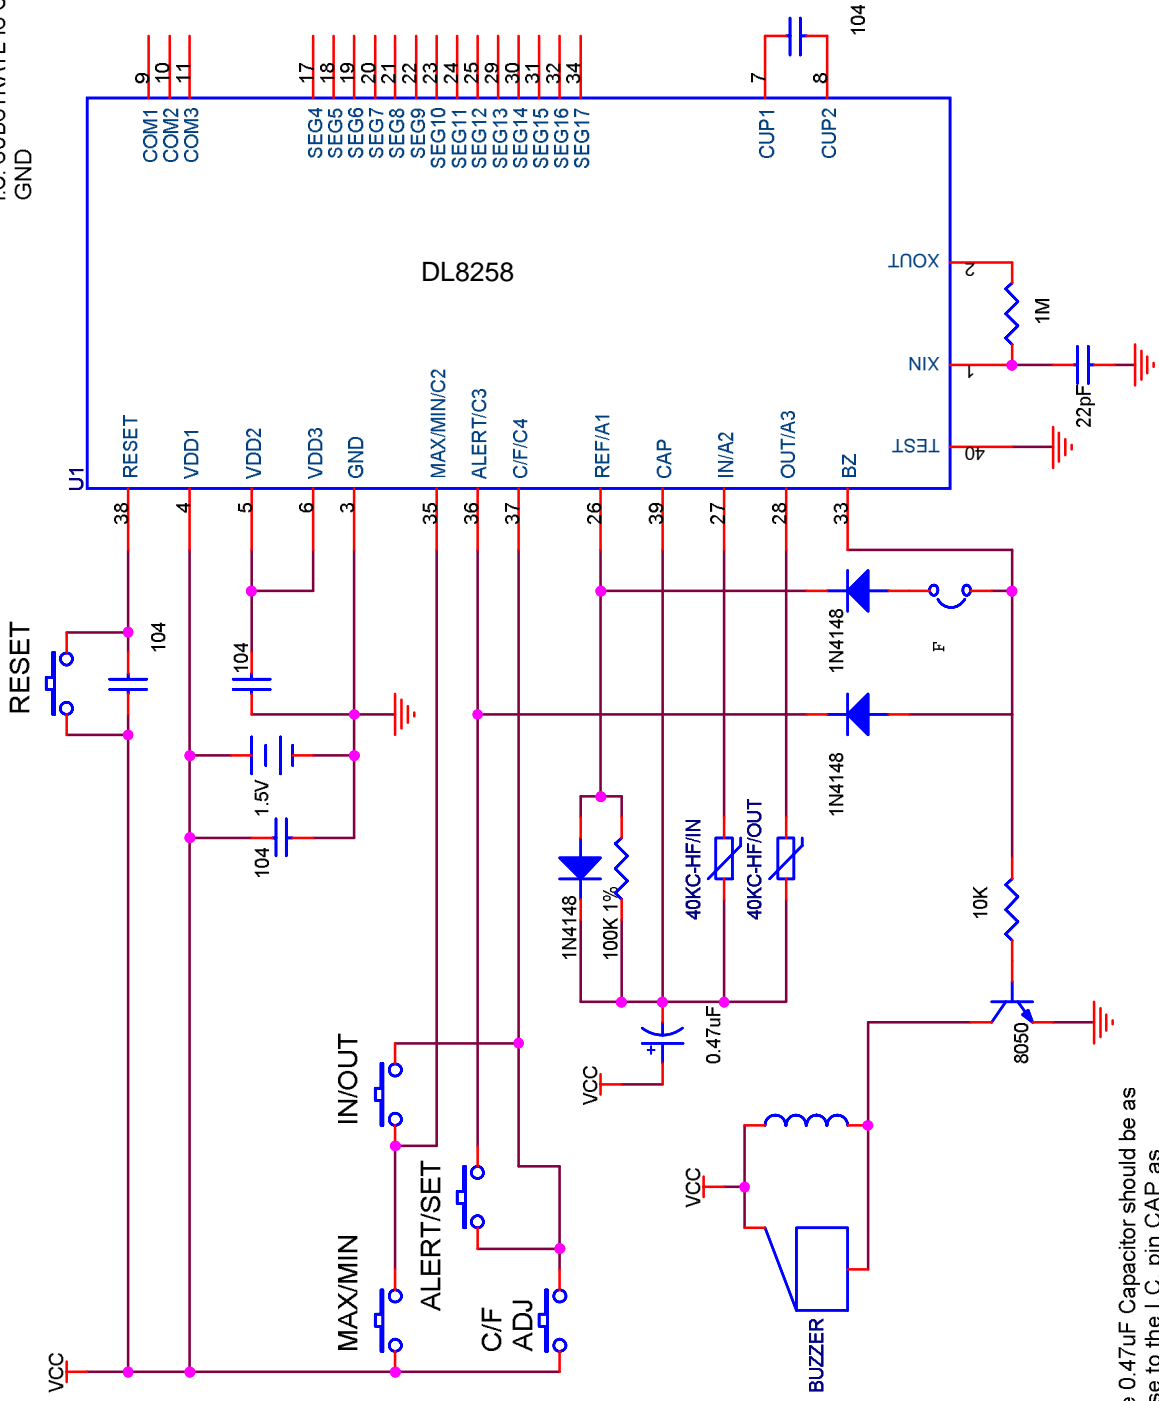 GND
104
9
10
11
17
18
19
20
21
22
23
24
25
29
30
31
32
34
7
8
COM1
COM2
COM3
SEG4
SEG5
SEG6
SEG7
SEG8
SEG9
SEG10
SEG11
SEG12
SEG13
SEG14
SEG15
SEG16
SEG17
CUP1
CUP2
DL8258
XOUT
2
1M
XIN
1
22pF
TEST
40
U1
RESET
VDD1
VDD2
VDD3
GND
MAX/MIN/C2
ALERT/C3
C/F/C4
REF/A1
CAP
IN/A2
OUT/A3
BZ
38
4
5
6
3
35
36
37
26
39
27
28
33
RESET
104
104
1.5V
104
1N4148
F
1N4148
1N4148
100K 1%
40KC-HF/IN
40KC-HF/OUT
10K
IN/OUT
VCC
0.47uF
8050
MAX/MIN
ALERT/SET
C/F
ADJ
VCC
VCC
BUZZER
0.47uF Capacitor should be as
to the I.C. pin CAP as